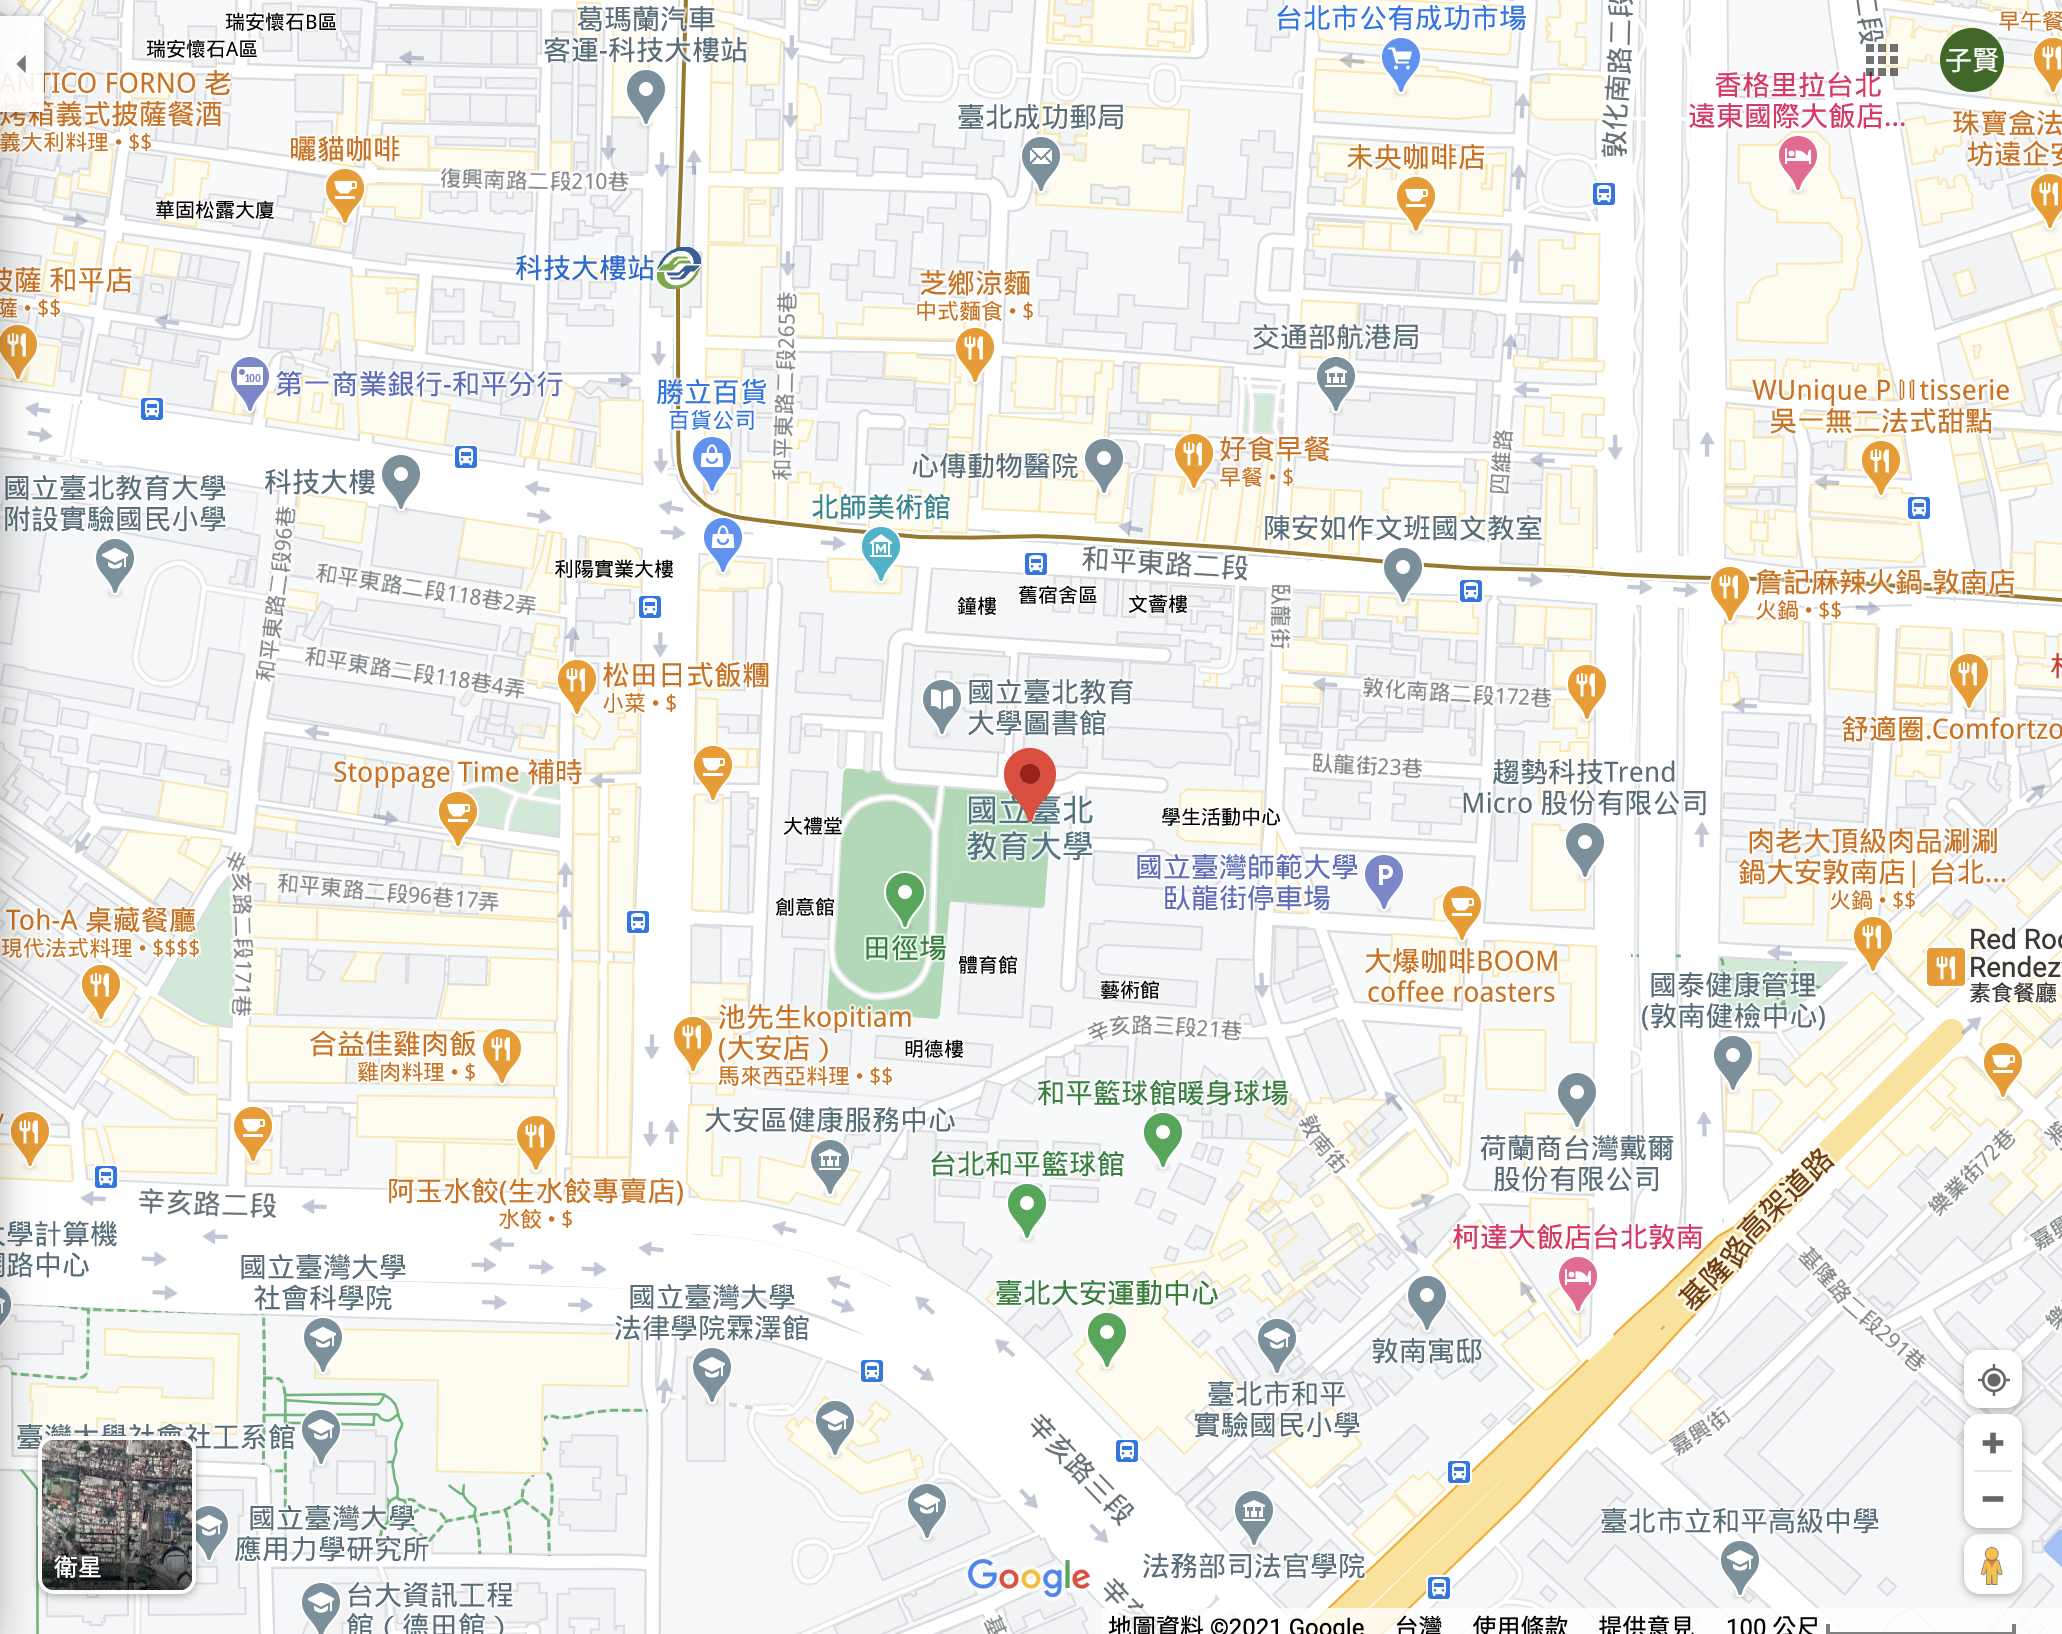 瑞安懷石B區
瑞安懷石A區
葛瑪蘭汽車
客運-科技大樓站
台北市公有成功市場
敦化南路二段
二段
早午餐
子賢
ANTICO FORNO 老
烤箱義式披薩餐酒
義大利料理 • $$
曬貓咖啡
復興南路二段210巷
華固松露大廈
臺北成功郵局
未央咖啡店
香格里拉台北
遠東國際大飯店...
珠寶盒法
坊遠企安
科技大樓站
披薩 和平店
薩 • $$
芝鄉涼麵
中式麵食 • $
和平東路二段265巷
交通部航港局
第一商業銀行-和平分行
100
勝立百貨
百貨公司
WUnique P
tisserie
吳一無二法式甜點
好食早餐
早餐 • $
心傳動物醫院
四維路
科技大樓
國立臺北教育大學
附設實驗國民小學
北師美術館
M
陳安如作文班國文教室
和平東路二段
和平東路二段96巷
和平東路二段118巷2弄
利陽實業大樓
鐘樓
舊宿舍區
文薈樓
臥龍街
詹記麻辣火鍋-敦南店
火鍋 • $$
和平東路二段118巷4弄
松田日式飯糰
小菜 • $
國立臺北教育
大學圖書館
敦化南路二段172巷
舒適圈.Comfortzo
Stoppage Time 補時
臥龍街23巷
趨勢科技Trend
Micro 股份有限公司
國立臺北
教育大學
大禮堂
學生活動中心
肉老大頂級肉品涮涮
鍋大安敦南店| 台北...
火鍋 • $$
國立臺灣師範大學
臥龍街停車場
P
和平東路二段96巷17弄
辛亥路二段171巷
創意館
Toh-A 桌藏餐廳
現代法式料理 • $$$$
田徑場
體育館
大爆咖啡BOOM
coffee roasters
Red Roo
Rendez
素食餐廳
藝術館
國泰健康管理
(敦南健檢中心)
池先生kopitiam
(大安店 )
馬來西亞料理 • $$
辛亥路三段21巷
明德樓
合益佳雞肉飯
雞肉料理 • $
和平籃球館暖身球場
大安區健康服務中心
敦南街
荷蘭商台灣戴爾
股份有限公司
台北和平籃球館
樂業街72巷
基隆路高架道路
阿玉水餃(生水餃專賣店)
水餃 • $
辛亥路二段
大學計算機
網路中心
柯達大飯店台北敦南
嘉興
國立臺灣大學
社會科學院
國立臺灣大學
法律學院霖澤館
臺北大安運動中心
基隆路二段291巷
敦南寓邸
臺北市和平
實驗國民小學
臺灣大學社會社工系館
辛亥路三段
嘉興街
國立臺灣大學
應用力學研究所
臺北市立和平高級中學
衛星
法務部司法官學院
Google
台大資訊工程
館 ( 德田館 )
辛
基
地圖資料 ©2021 Google 台灣 使用條款 提供意見 100 公尺